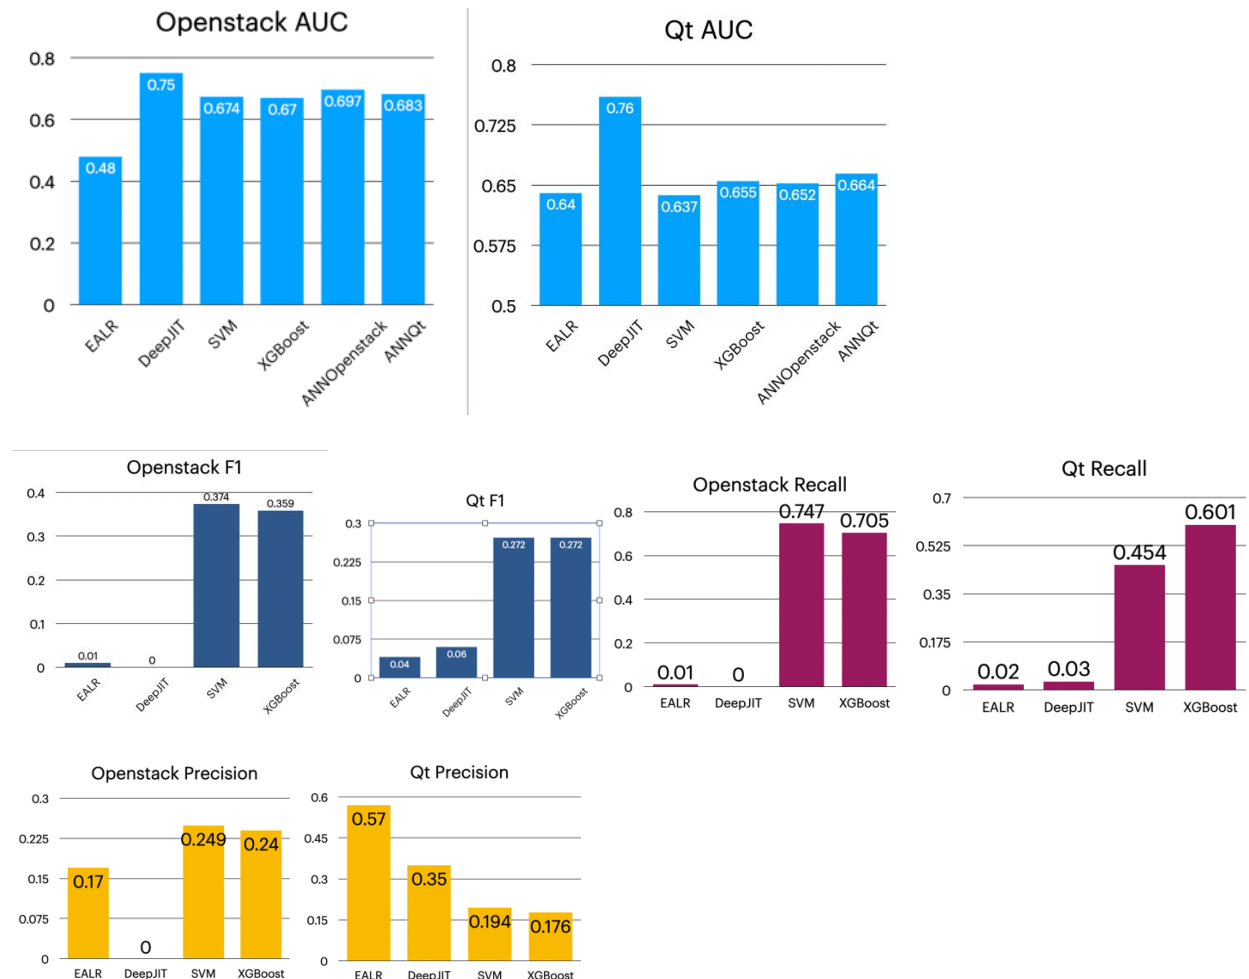 Openstack AUC
0.8
0.6
0.4
0.2
0
0.48
0.75
0.674
0.67
0.697
0.683
EALR
DeepJIT
SVM
XGBoost
ANNOpenstack
ANNQt
Qt AUC
0.8
0.725
0.65
0.575
0.5
0.64
0.76
0.637
0.655
0.652
0.664
EALR
DeepJIT
SVM
XGBoost
ANNOpenstack
ANNQt
Openstack F1
0.4
0.3
0.2
0.1
0
0.01
0
0.374
0.359
EALR
DeepJIT
SVM
XGBoost
Qt F1
0.3
0.225
0.15
0.075
0
0.04
0.06
0.272
0.272
EALR
DeepJIT
SVM
XGBoost
Openstack Recall
0.8
0.6
0.4
0.2
0
0.01
0
0.747
0.705
EALR
DeepJIT
SVM
XGBoost
Qt Recall
0.7
0.525
0.35
0.175
0
0.02
0.03
0.454
0.601
EALR
DeepJIT
SVM
XGBoost
Openstack Precision
0.3
0.225
0.15
0.075
0
0.17
0
0.249
0.24
EALR
DeepJIT
SVM
XGBoost
Qt Precision
0.6
0.45
0.3
0.15
0
0.57
0.35
0.194
0.176
EALR
DeepJIT
SVM
XGBoost